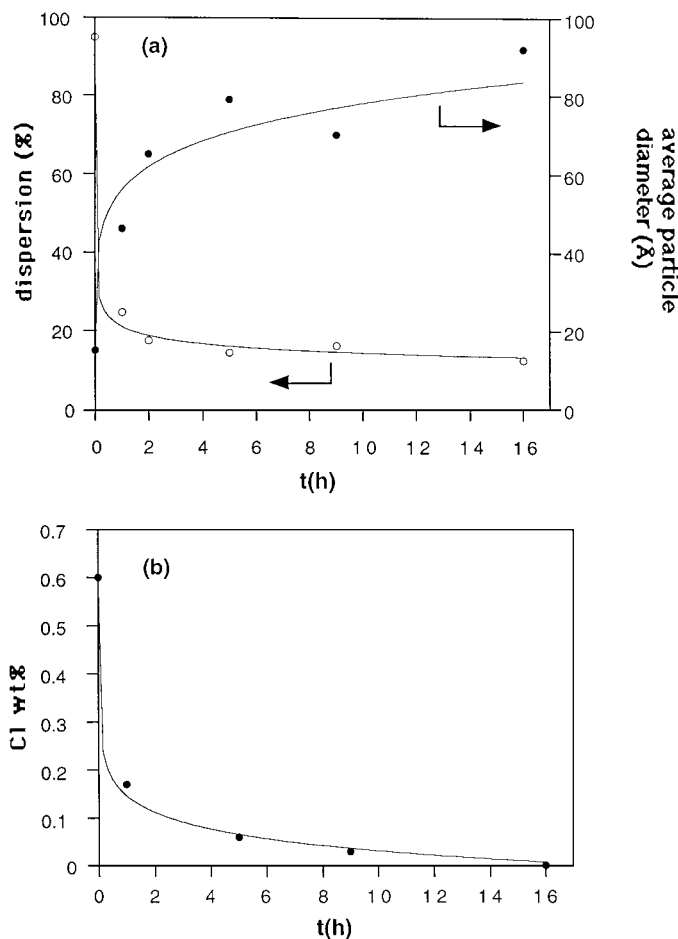 (a)
dispersion (%)
100
80
60
40
20
0
100
80
60
40
20
0
average particle
diameter (Å)
0 2 4 6 8 10 12 14 16
t(h)
(b)
Cl wt%
0.7
0.6
0.5
0.4
0.3
0.2
0.1
0
0 2 4 6 8 10 12 14 16
t(h)